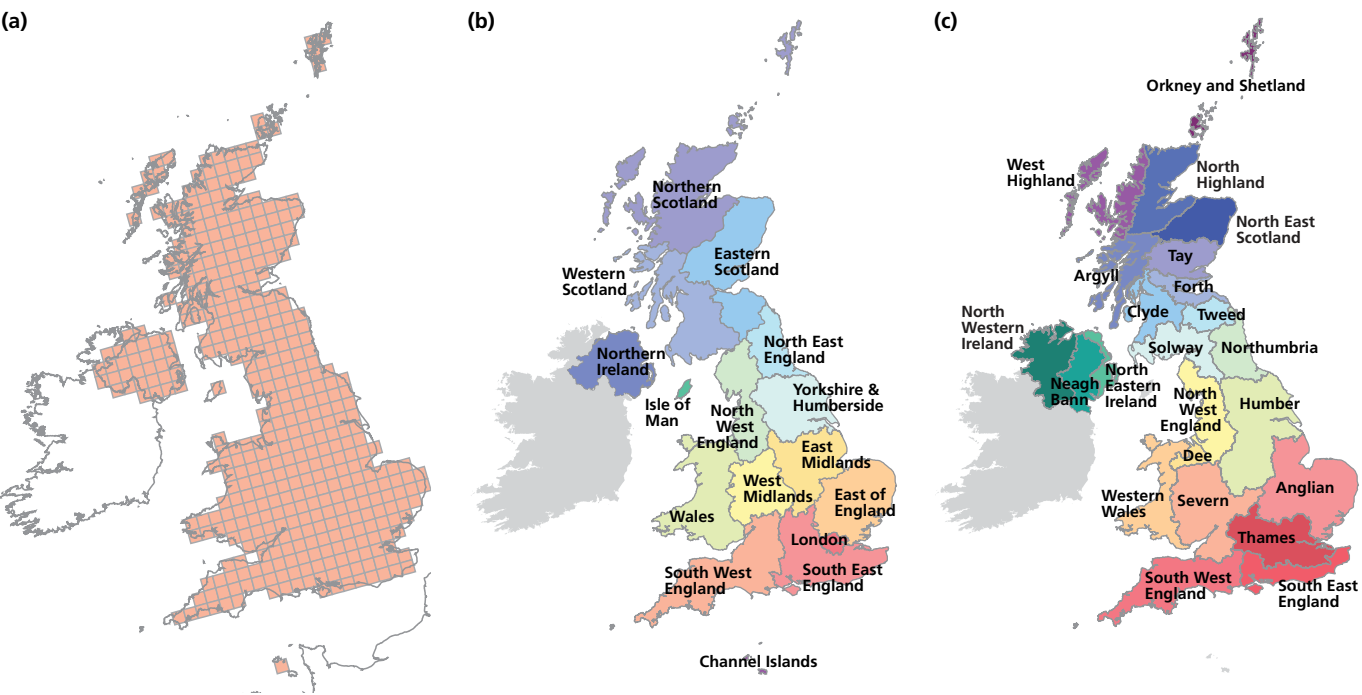 (a)
(b)
Northern
Scotland
Eastern
Scotland
Western
Scotland
Northern
Ireland
North East
England
Isle of
Man
Yorkshire &
Humberside
North
West
England
East
Midlands
West
Midlands
East of
England
Wales
London
South West
England
South East
England
Channel Islands
(c)
Orkney and Shetland
West
Highland
North
Highland
North East
Scotland
Tay
Argyll
Forth
Clyde
Tweed
North
Western
Ireland
Solway
Northumbria
Neagh
Bann
North
Eastern
Ireland
North
West
England
Humber
Dee
Anglian
Western
Wales
Severn
Thames
South West
England
South East
England